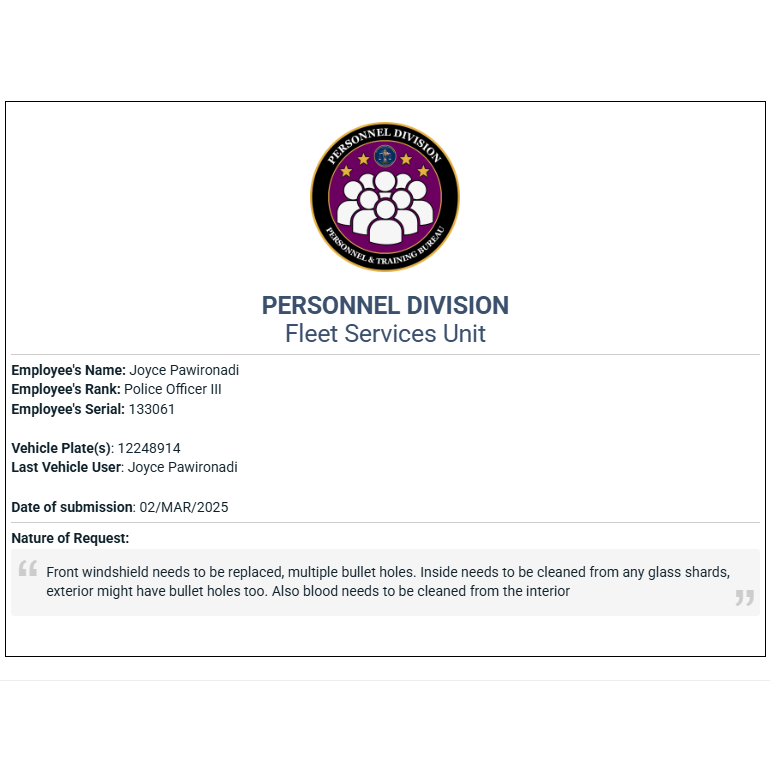 PERSONNEL DIVISION
PERSONNEL & TRAINING BUREAU
PERSONNEL DIVISION
Fleet Services Unit
Employee's Name: Joyce Pawironadi
Employee's Rank: Police Officer III
Employee's Serial: 133061
Vehicle Plate(s): 12248914
Last Vehicle User: Joyce Pawironadi
Date of submission: 02/MAR/2025
Nature of Request:
“ Front windshield needs to be replaced, multiple bullet holes. Inside needs to be cleaned from any glass shards,
exterior might have bullet holes too. Also blood needs to be cleaned from the interior ”